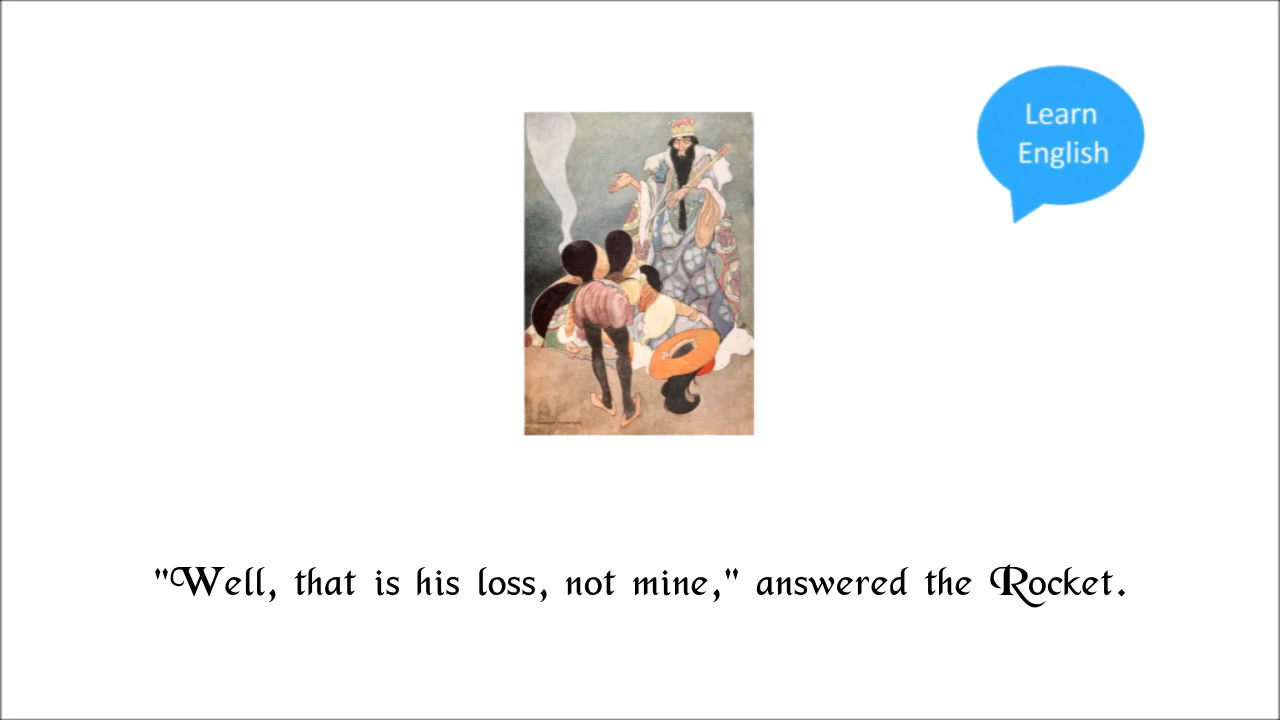 Learn
English
"Well, that is his loss, not mine," answered the Rocket.